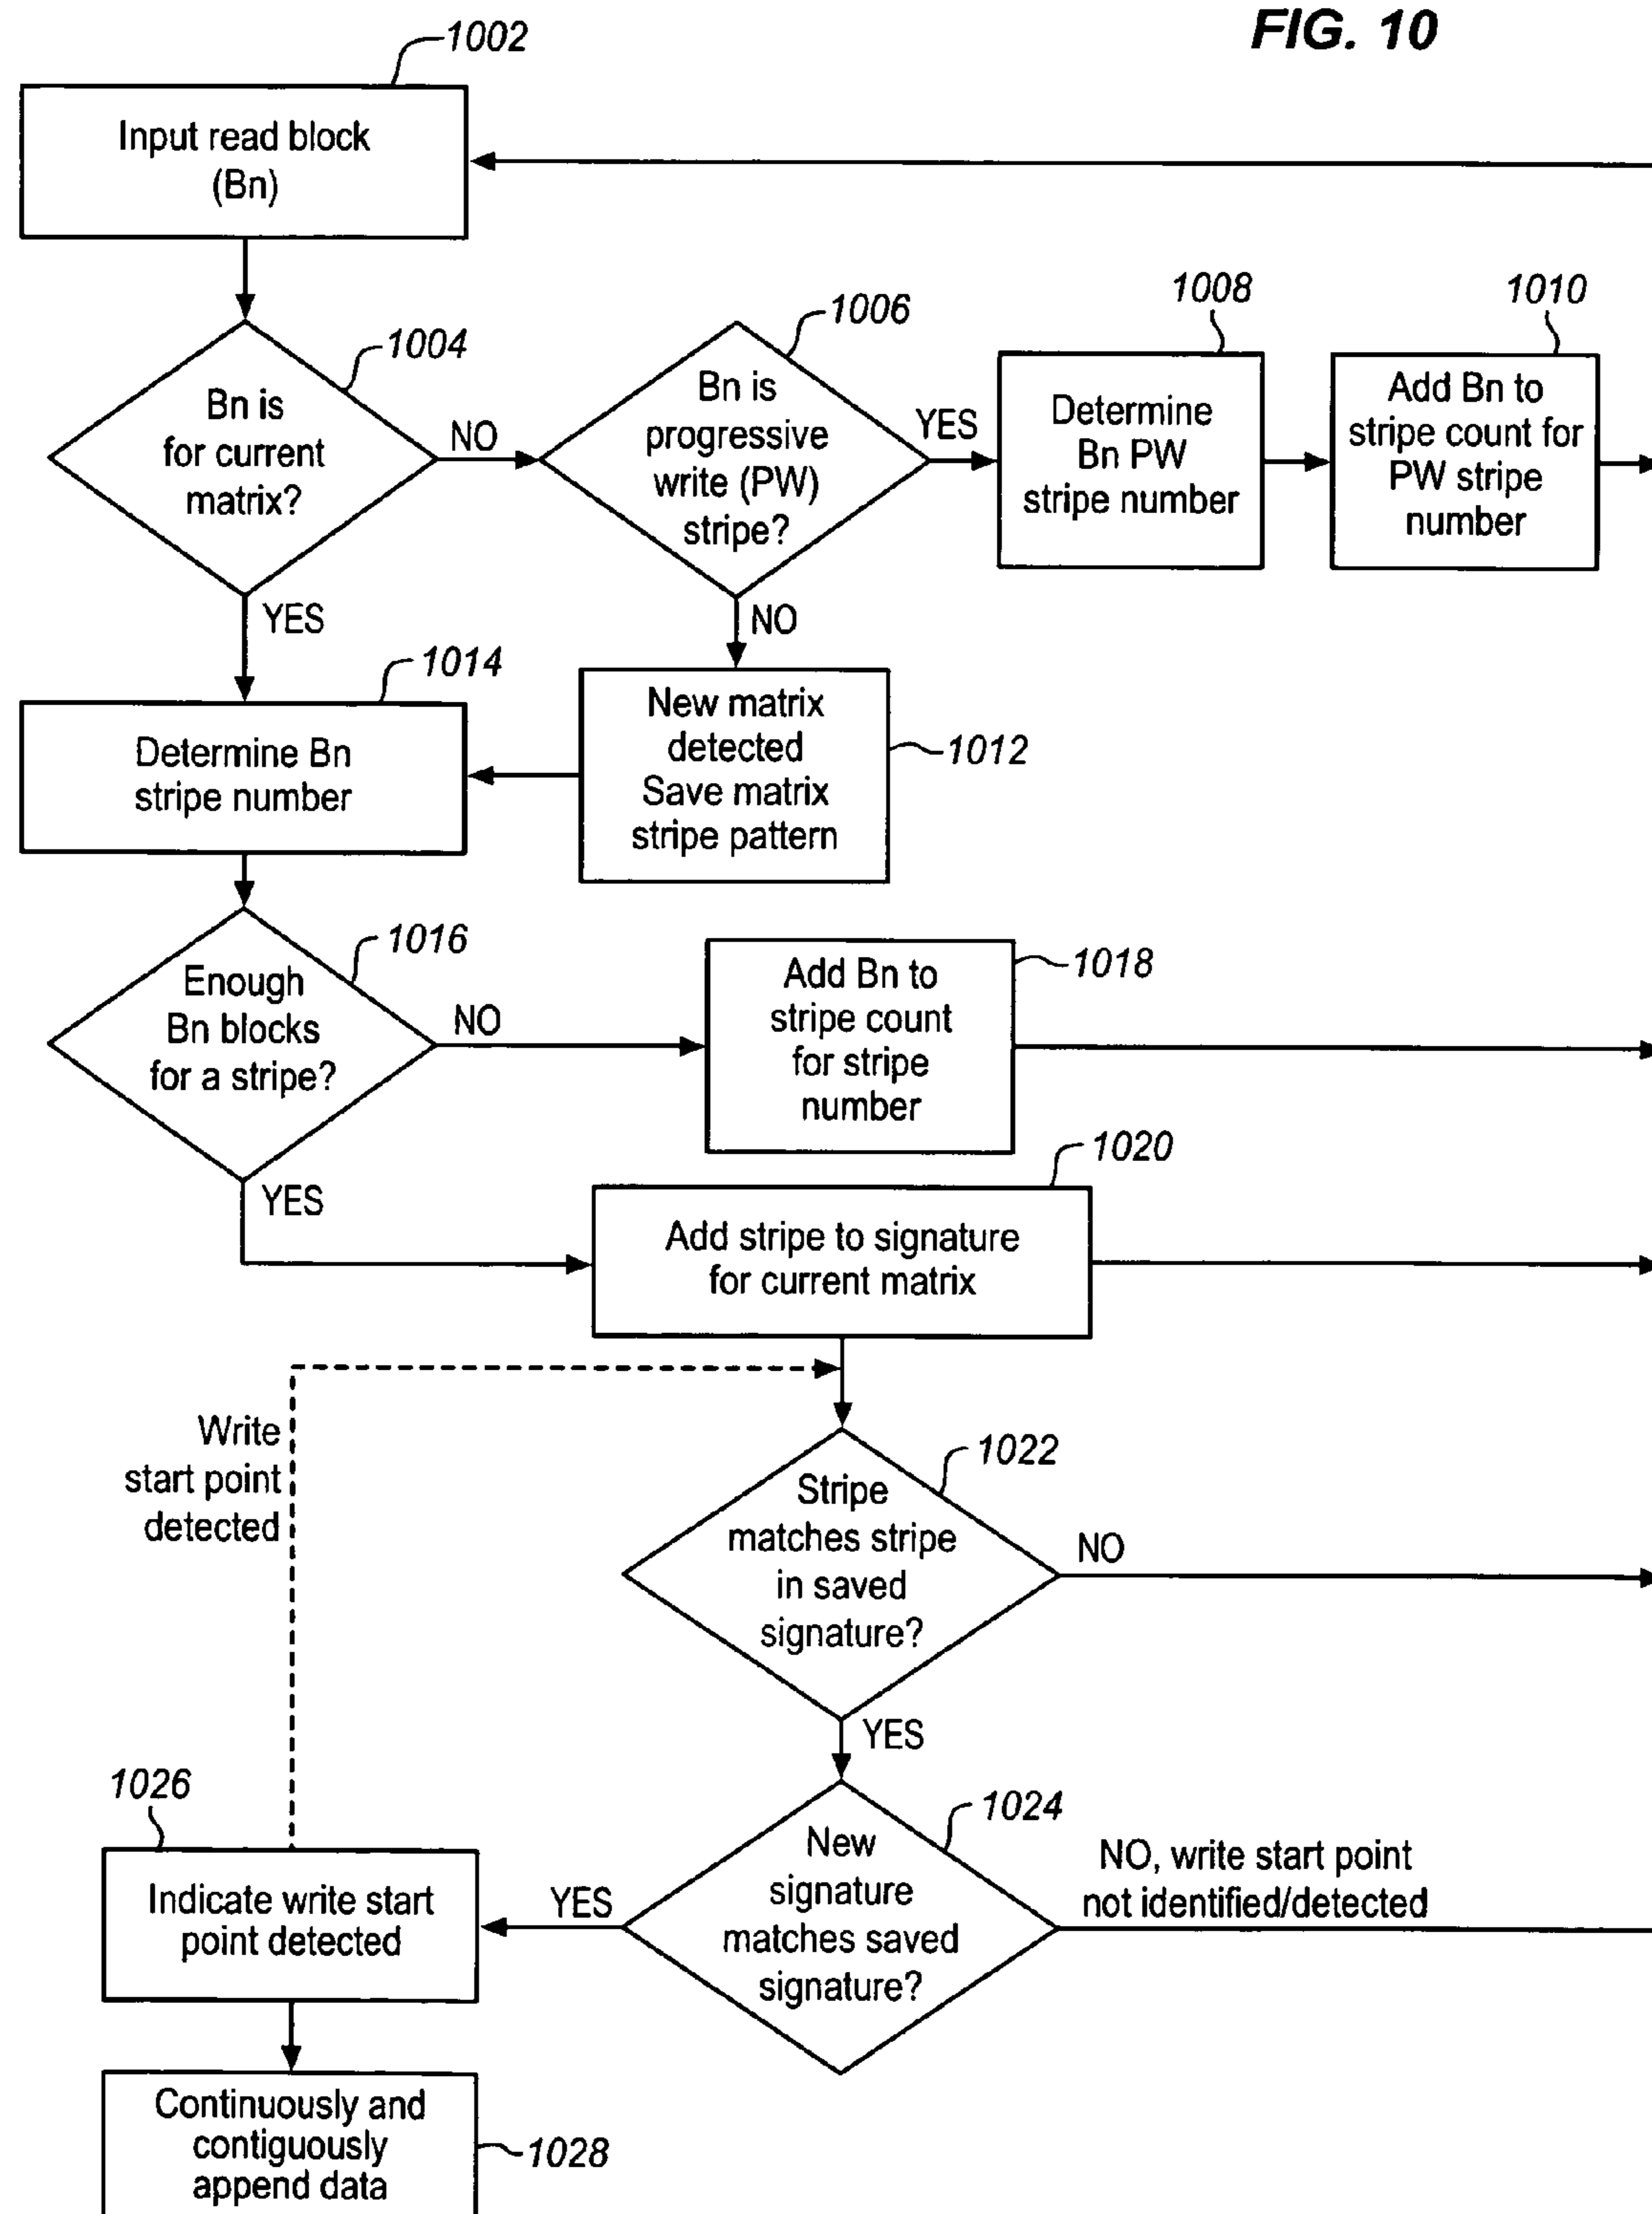 FIG. 10
1002
Input read block
(Bn)
1004
Bn is
for current
matrix?
NO
YES
1006
Bn is
progressive
write (PW)
stripe?
YES
NO
1008
Determine
Bn PW
stripe number
1010
Add Bn to
stripe count for
PW stripe
number
1012
New matrix
detected
Save matrix
stripe pattern
1014
Determine Bn
stripe number
1016
Enough
Bn blocks
for a stripe?
NO
YES
1018
Add Bn to
stripe count
for stripe
number
1020
Add stripe to signature
for current matrix
Write
start point
detected
1022
Stripe
matches stripe
in saved
signature?
NO
YES
1024
New
signature
matches saved
signature?
NO, write start point
not identified/detected
YES
1026
Indicate write start
point detected
1028
Continuously and
contiguously
append data